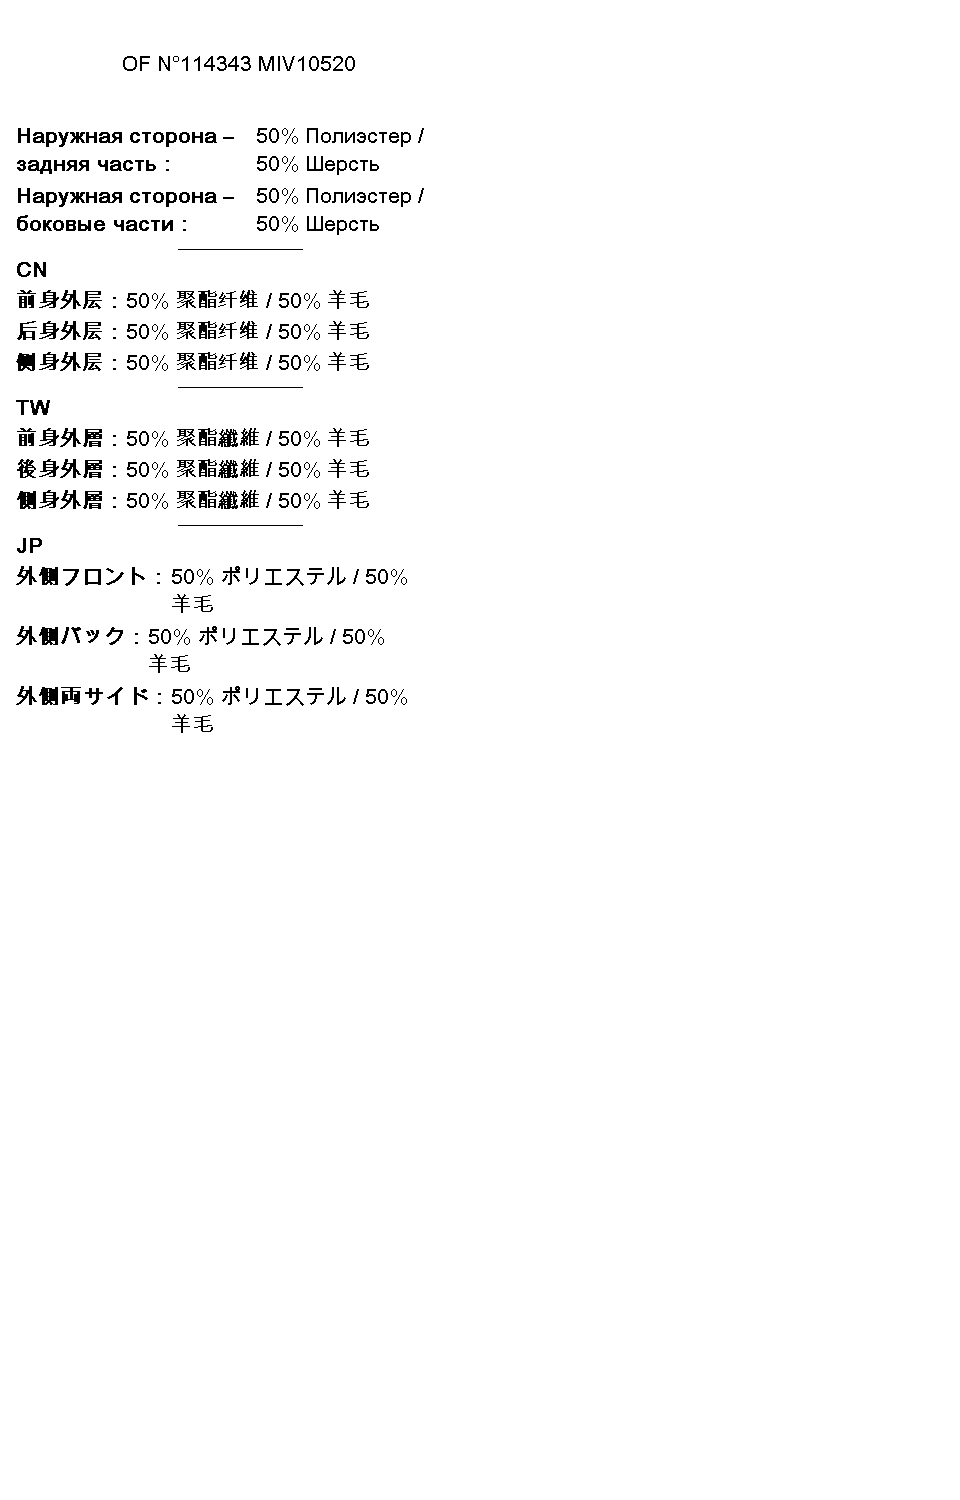 OF N°114343 MIV10520
Наружная сторона – 50% Полиэстер /
задняя часть : 50% Шерсть
Наружная сторона – 50% Полиэстер /
боковые части : 50% Шерсть
CN
前身外层 : 50% 聚酯纤维 / 50% 羊毛
后身外层 : 50% 聚酯纤维 / 50% 羊毛
侧身外层 : 50% 聚酯纤维 / 50% 羊毛
TW
前身外層 : 50% 聚酯纖維 / 50% 羊毛
後身外層 : 50% 聚酯纖維 / 50% 羊毛
側身外層 : 50% 聚酯纖維 / 50% 羊毛
JP
外側フロント : 50% ポリエステル / 50%
羊毛
外側バック : 50% ポリエステル / 50%
羊毛
外側両サイド : 50% ポリエステル / 50%
羊毛